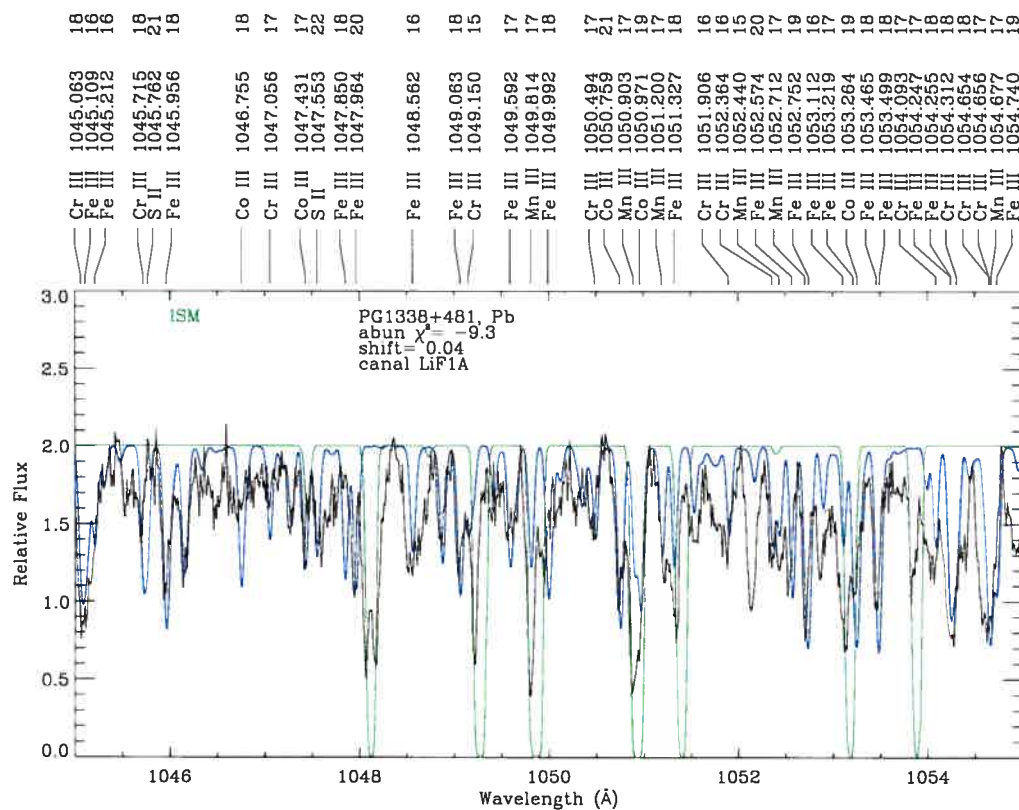 Cr III 1045.063 18
Fe III 1045.109 16
Fe III 1045.212 16
Cr III 1045.715 18
S II 1045.762 21
Fe III 1045.956 18
Co III 1046.755 18
Cr III 1047.056 17
Co III 1047.431 17
S II 1047.553 22
Fe III 1047.850 18
Fe III 1047.964 20
Fe III 1048.562 16
Fe III 1049.063 18
Cr III 1049.150 15
Fe III 1049.592 17
Mn III 1049.814 17
Fe III 1049.992 18
Cr III 1050.494 17
Co III 1050.759 21
Mn III 1050.903 17
Co III 1050.971 19
Mn III 1051.200 17
Fe III 1051.327 18
Cr III 1051.906 16
Cr III 1052.364 16
Mn III 1052.440 15
Fe III 1052.574 20
Mn III 1052.712 17
Fe III 1052.752 19
Fe III 1053.112 16
Fe III 1053.219 17
Co III 1053.264 19
Fe III 1053.465 18
Fe III 1053.499 18
Cr III 1054.093 17
Fe III 1054.247 17
Fe III 1054.255 18
Cr III 1054.312 18
Cr III 1054.654 18
Cr III 1054.656 17
Mn III 1054.677 17
Fe III 1054.740 19
ISM
PG1338+481, Pb
abun χ²= -9.3
shift= 0.04
canal LiF1A
3.0
2.5
2.0
1.5
1.0
0.5
0.0
Relative Flux
1046
1048
1050
1052
1054
Wavelength (Å)